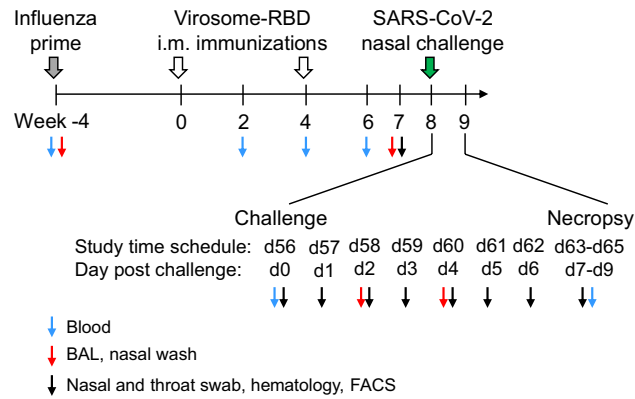 Influenza prime
Virosome-RBD i.m. immunizations
SARS-CoV-2 nasal challenge
Week -4 0 2 4 6 7 8 9
Challenge Necropsy
Study time schedule: d56 d57 d58 d59 d60 d61 d62 d63-d65
Day post challenge: d0 d1 d2 d3 d4 d5 d6 d7-d9
Blood
BAL, nasal wash
Nasal and throat swab, hematology, FACS